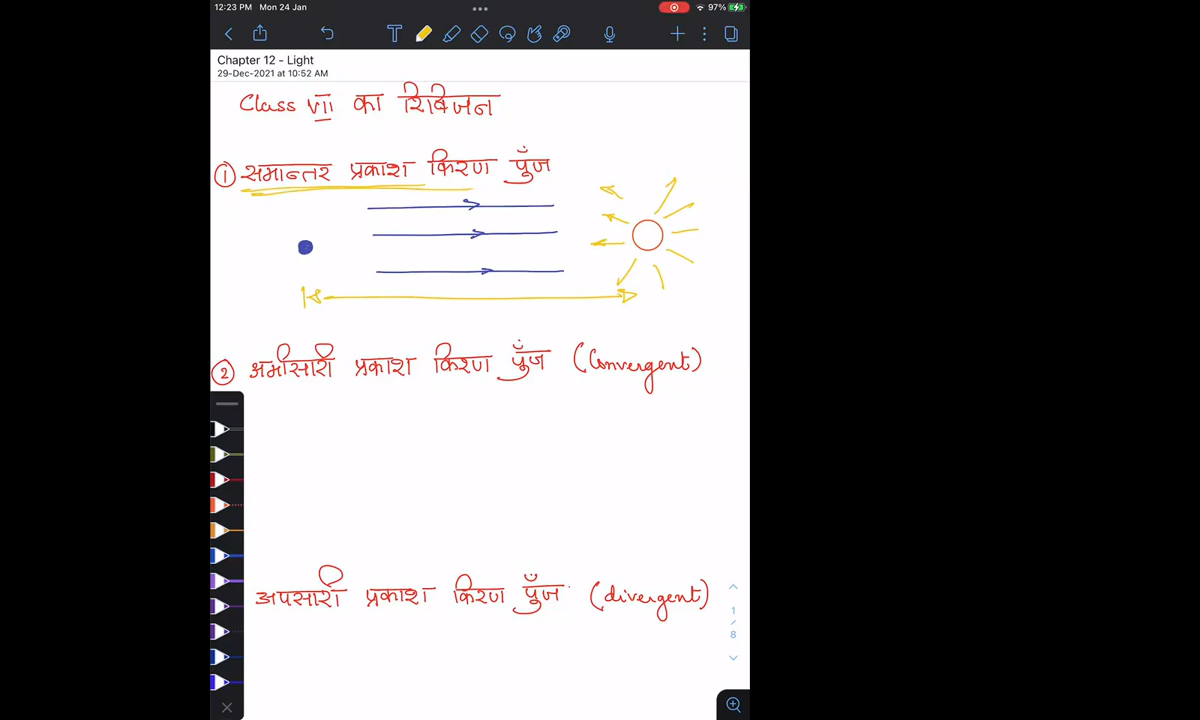 12:23 PM Mon 24 Jan
97%
Chapter 12 - Light
29-Dec-2021 at 10:52 AM
Class VII का रिविजन
① समान्तर प्रकाश किरण पुँज
② अभीसारी प्रकाश किरण पुँज (Convergent)
अपसारी प्रकाश किरण पुँज (divergent)
1
/
8